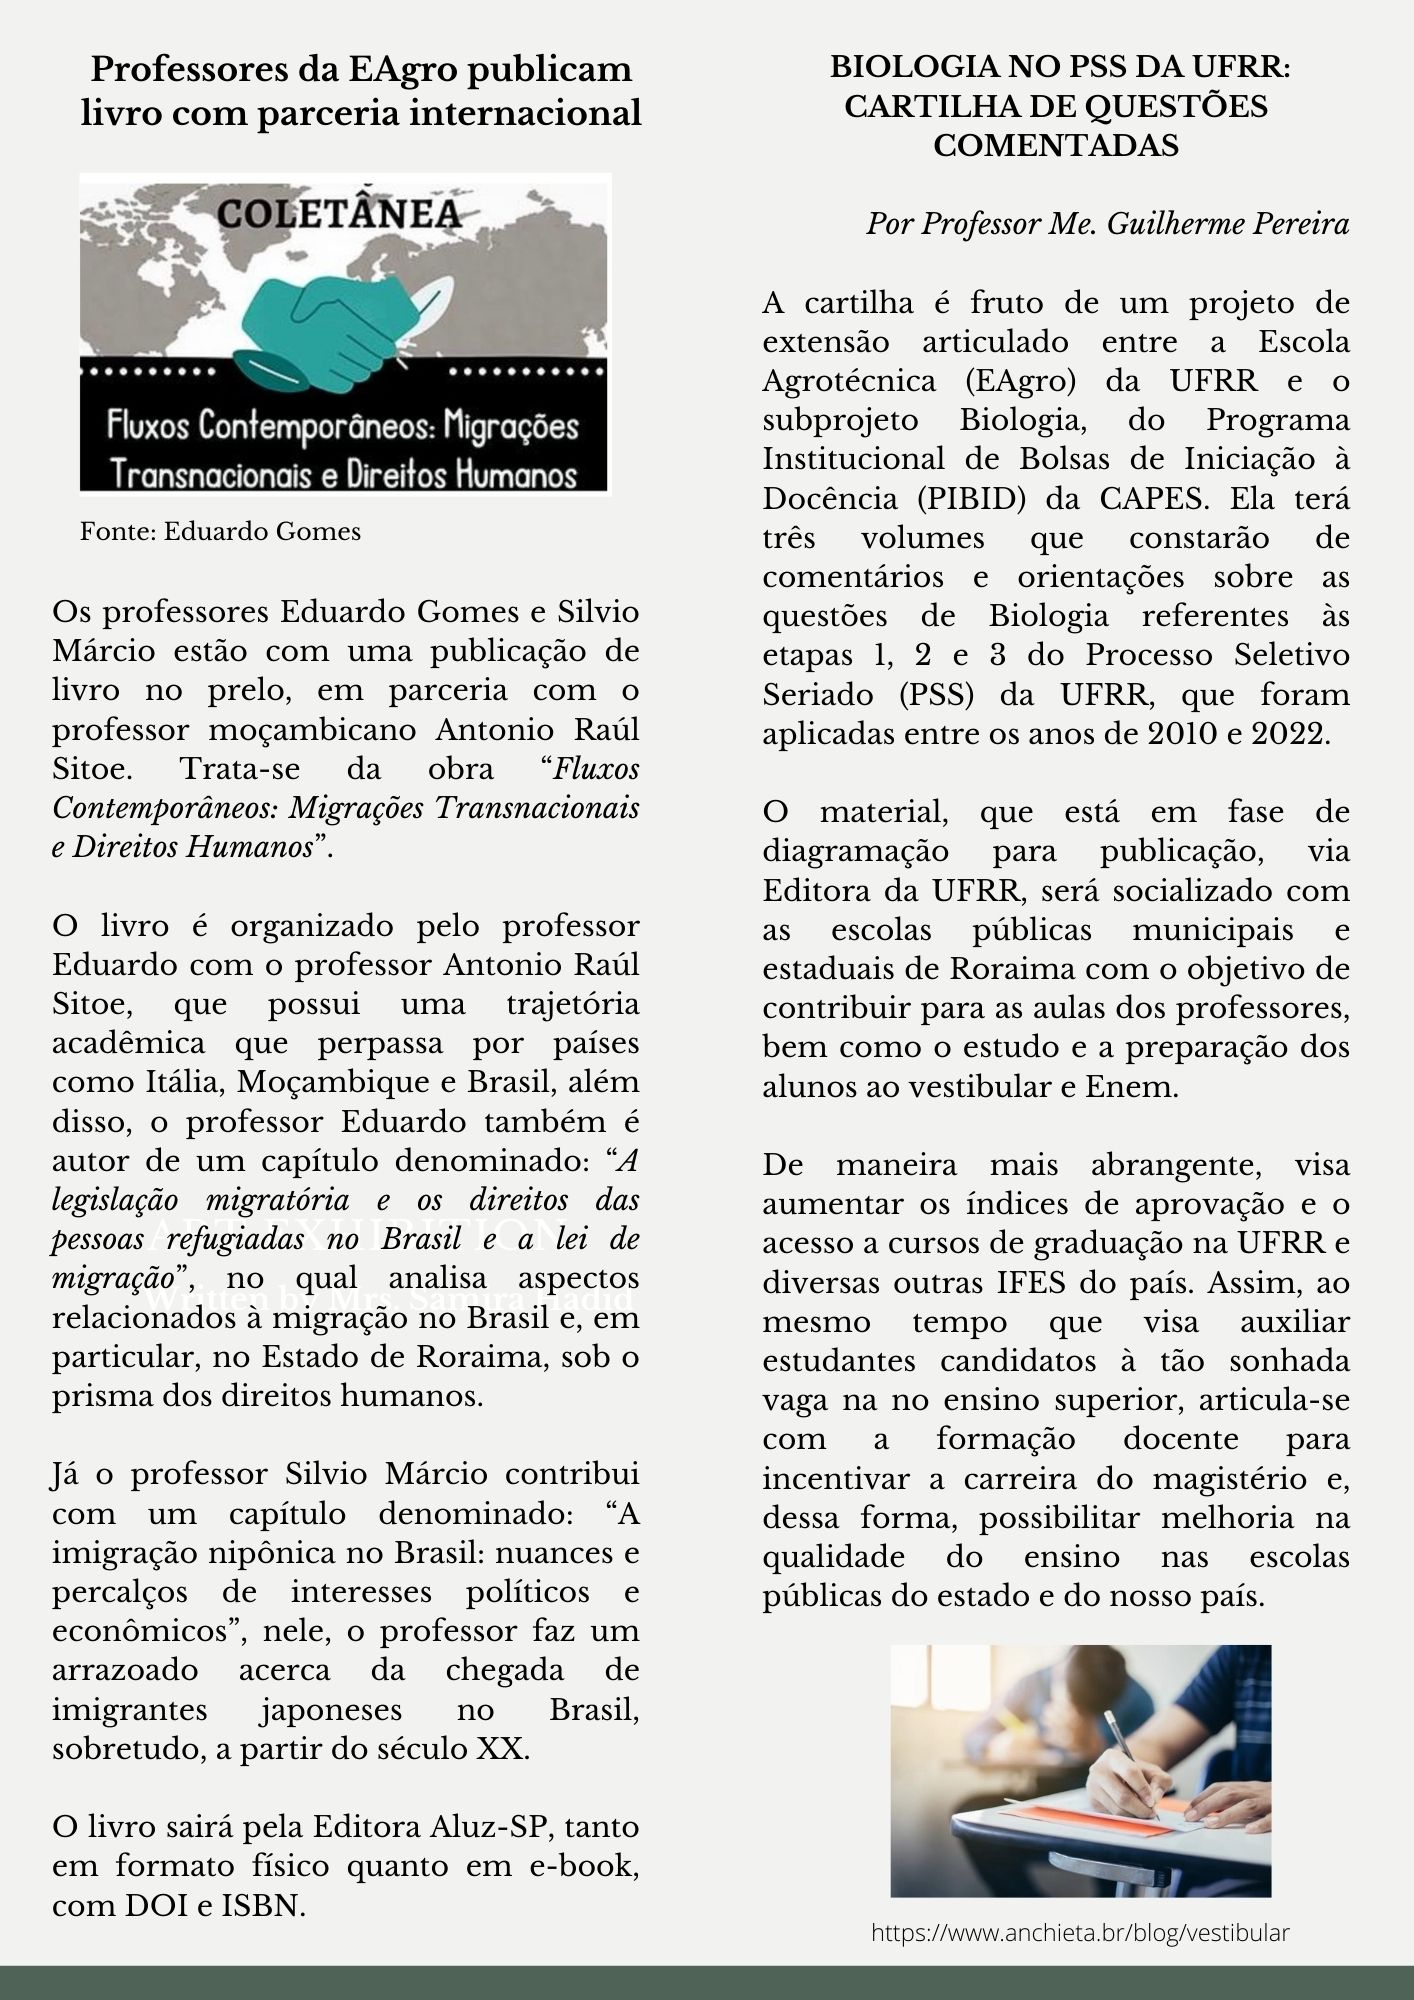 Professores da EAgro publicam
livro com parceria internacional
COLETÂNEA
Fluxos Contemporâneos: Migrações
Transnacionais e Direitos Humanos
Fonte: Eduardo Gomes
Os professores Eduardo Gomes e Silvio
Márcio estão com uma publicação de
livro no prelo, em parceria com o
professor moçambicano Antonio Raúl
Sitoe. Trata-se da obra “Fluxos
Contemporâneos: Migrações Transnacionais
e Direitos Humanos”.
O livro é organizado pelo professor
Eduardo com o professor Antonio Raúl
Sitoe, que possui uma trajetória
acadêmica que perpassa por países
como Itália, Moçambique e Brasil, além
disso, o professor Eduardo também é
autor de um capítulo denominado: “A
legislação migratória e os direitos das
pessoas refugiadas no Brasil e a lei de
migração”, no qual analisa aspectos
relacionados à migração no Brasil e, em
particular, no Estado de Roraima, sob o
prisma dos direitos humanos.
ART EXHIBITION
Written by Mrs. Samira Hadid
Já o professor Silvio Márcio contribui
com um capítulo denominado: “A
imigração nipônica no Brasil: nuances e
percalços de interesses políticos e
econômicos”, nele, o professor faz um
arrazoado acerca da chegada de
imigrantes japoneses no Brasil,
sobretudo, a partir do século XX.
O livro sairá pela Editora Aluz-SP, tanto
em formato físico quanto em e-book,
com DOI e ISBN.
BIOLOGIA NO PSS DA UFRR:
CARTILHA DE QUESTÕES
COMENTADAS
Por Professor Me. Guilherme Pereira
A cartilha é fruto de um projeto de
extensão articulado entre a Escola
Agrotécnica (EAgro) da UFRR e o
subprojeto Biologia, do Programa
Institucional de Bolsas de Iniciação à
Docência (PIBID) da CAPES. Ela terá
três volumes que constarão de
comentários e orientações sobre as
questões de Biologia referentes às
etapas 1, 2 e 3 do Processo Seletivo
Seriado (PSS) da UFRR, que foram
aplicadas entre os anos de 2010 e 2022.
O material, que está em fase de
diagramação para publicação, via
Editora da UFRR, será socializado com
as escolas públicas municipais e
estaduais de Roraima com o objetivo de
contribuir para as aulas dos professores,
bem como o estudo e a preparação dos
alunos ao vestibular e Enem.
De maneira mais abrangente, visa
aumentar os índices de aprovação e o
acesso a cursos de graduação na UFRR e
diversas outras IFES do país. Assim, ao
mesmo tempo que visa auxiliar
estudantes candidatos à tão sonhada
vaga na no ensino superior, articula-se
com a formação docente para
incentivar a carreira do magistério e,
dessa forma, possibilitar melhoria na
qualidade do ensino nas escolas
públicas do estado e do nosso país.
https://www.anchieta.br/blog/vestibular